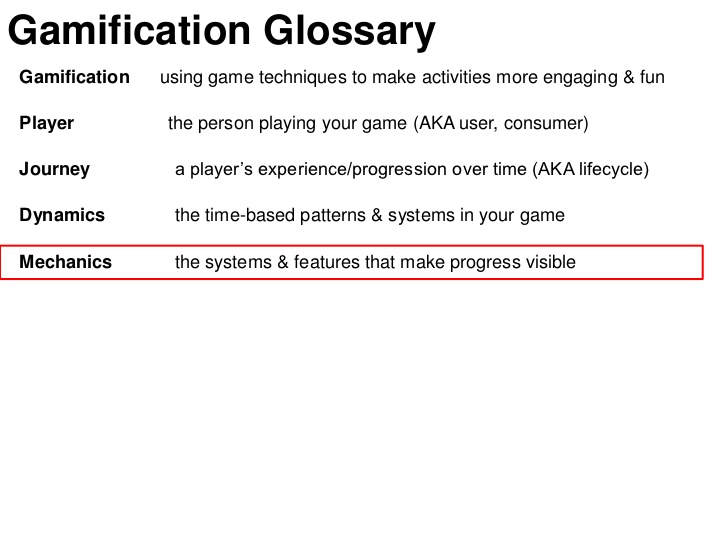 Gamification Glossary
Gamification using game techniques to make activities more engaging & fun
Player the person playing your game (AKA user, consumer)
Journey a player’s experience/progression over time (AKA lifecycle)
Dynamics the time-based patterns & systems in your game
Mechanics the systems & features that make progress visible